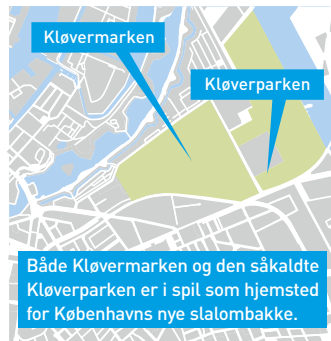 Kløvermarken
Kløverparken
Både Kløvermarken og den såkaldte
Kløverparken er i spil som hjemsted
for Københavns nye slalombakke.